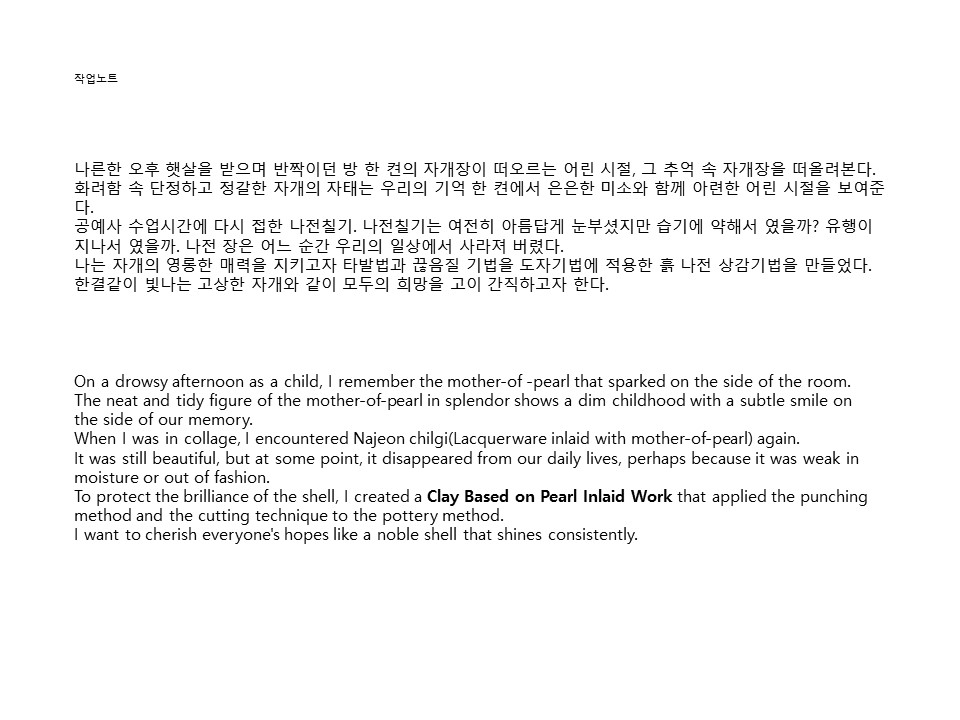 작업노트
나른한 오후 햇살을 받으며 반짝이던 방 한 켠의 자개장이 떠오르는 어린 시절, 그 추억 속 자개장을 떠올려본다.
화려함 속 단정하고 정갈한 자개의 자태는 우리의 기억 한 켠에서 은은한 미소와 함께 아련한 어린 시절을 보여준
다.
공예사 수업시간에 다시 접한 나전칠기. 나전칠기는 여전히 아름답게 눈부셨지만 습기에 약해서 였을까? 유행이
지나서 였을까. 나전 장은 어느 순간 우리의 일상에서 사라져 버렸다.
나는 자개의 영롱한 매력을 지키고자 타발법과 끊음질 기법을 도자기법에 적용한 흙 나전 상감기법을 만들었다.
한결같이 빛나는 고상한 자개와 같이 모두의 희망을 고이 간직하고자 한다.
On a drowsy afternoon as a child, I remember the mother-of -pearl that sparked on the side of the room.
The neat and tidy figure of the mother-of-pearl in splendor shows a dim childhood with a subtle smile on
the side of our memory.
When I was in collage, I encountered Najeon chilgi(Lacquerware inlaid with mother-of-pearl) again.
It was still beautiful, but at some point, it disappeared from our daily lives, perhaps because it was weak in
moisture or out of fashion.
To protect the brilliance of the shell, I created a Clay Based on Pearl Inlaid Work that applied the punching
method and the cutting technique to the pottery method.
I want to cherish everyone's hopes like a noble shell that shines consistently.